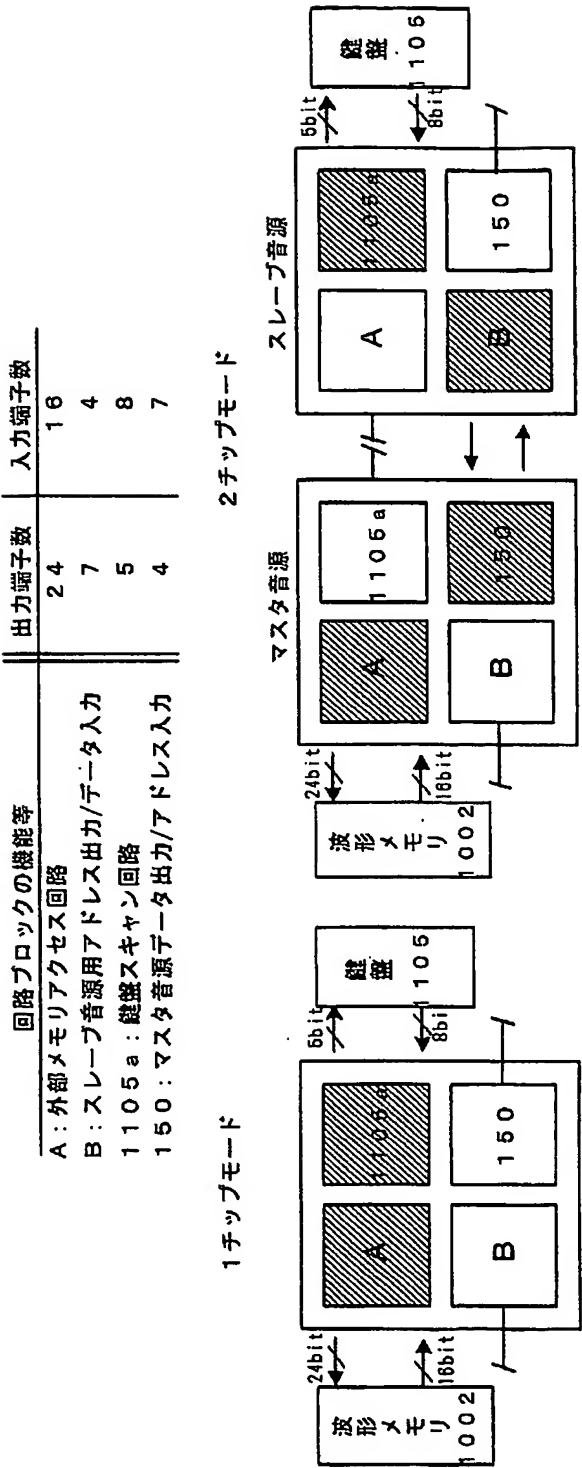 回路ブロックの機能等 出力端子数 入力端子数
A:外部メモリアクセス回路 24 16
B:スレーブ音源用アドレス出力/データ入力 7 4
1105a:鍵盤スキャン回路 5 8
150:マスタ音源データ出力/アドレス入力 4 7
1チップモード
波形メモリ
1002
24bit
16bit
A
1105a
B
150
5bit
8bit
鍵盤
1105
2チップモード
マスタ音源
波形メモリ
1002
24bit
16bit
A
1105a
B
150
スレーブ音源
A
1105a
B
150
5bit
8bit
鍵盤
1105